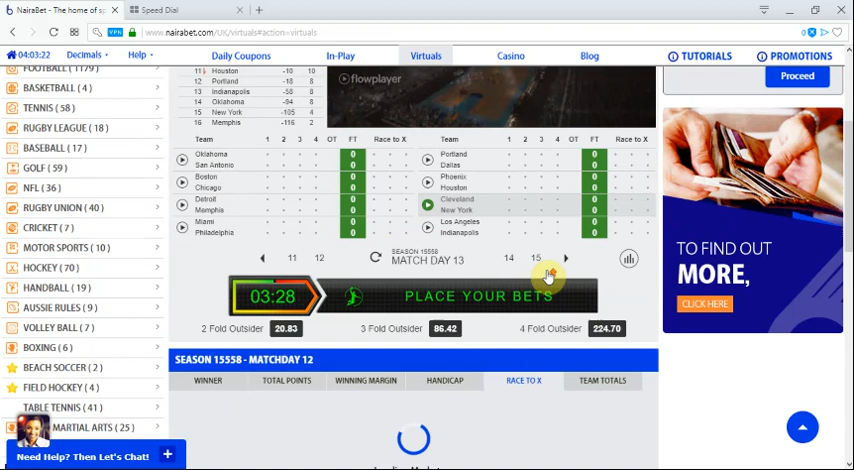 NairaBet - The home of s
Speed Dial
VPN
www.nairabet.com/UK/virtuals#action=virtuals
04:03:22 Decimals Help
Daily Coupons In-Play Virtuals Casino Blog
TUTORIALS PROMOTIONS
FOOTBALL ( 1179 )
BASKETBALL ( 4 )
TENNIS ( 58 )
RUGBY LEAGUE ( 18 )
BASEBALL ( 17 )
GOLF ( 59 )
NFL ( 36 )
RUGBY UNION ( 40 )
CRICKET ( 7 )
MOTOR SPORTS ( 10 )
HOCKEY ( 70 )
HANDBALL ( 19 )
AUSSIE RULES ( 9 )
VOLLEY BALL ( 7 )
BOXING ( 6 )
BEACH SOCCER ( 2 )
FIELD HOCKEY ( 4 )
TABLE TENNIS ( 41 )
MARTIAL ARTS ( 25 )
Need Help? Then Let's Chat! +
11 Houston -10 10
12 Portland -18 8
13 Indianapolis -58 8
14 Oklahoma -94 8
15 New York -105 4
16 Memphis -116 2
flowplayer
Team 1 2 3 4 OT FT Race to X
Oklahoma 0
San Antonio 0
Boston 0
Chicago 0
Detroit 0
Memphis 0
Miami 0
Philadelphia 0
Team 1 2 3 4 OT FT Race to X
Portland 0
Dallas 0
Phoenix 0
Houston 0
Cleveland 0
New York 0
Los Angeles 0
Indianapolis 0
11 12
SEASON 15558
MATCH DAY 13
14 15
03:28 PLACE YOUR BETS
2 Fold Outsider 20.83 3 Fold Outsider 86.42 4 Fold Outsider 224.70
SEASON 15558 - MATCHDAY 12
WINNER TOTAL POINTS WINNING MARGIN HANDICAP RACE TO X TEAM TOTALS
Proceed
TO FIND OUT
MORE,
CLICK HERE